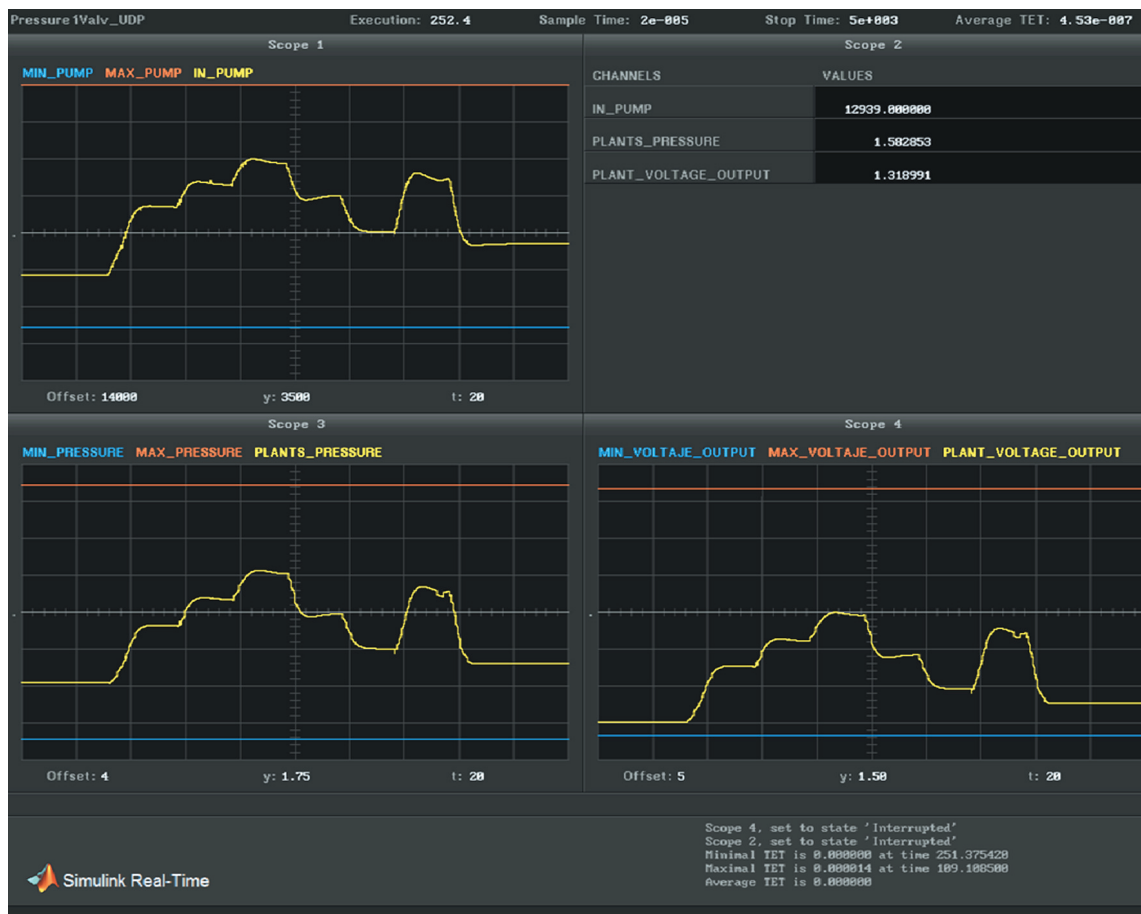 Pressure 1Valv_UDP Execution: 252.4 Sample Time: 2e-005 Stop Time: 5e+003 Average TET: 4.53e-007
Scope 1
MIN_PUMP MAX_PUMP IN_PUMP
Offset: 14000 y: 3500 t: 20
Scope 2
CHANNELS VALUES
IN_PUMP 12939.000000
PLANTS_PRESSURE 1.582853
PLANT_VOLTAGE_OUTPUT 1.318991
Scope 3
MIN_PRESSURE MAX_PRESSURE PLANTS_PRESSURE
Offset: 4 y: 1.75 t: 20
Scope 4
MIN_VOLTAJE_OUTPUT MAX_VOLTAJE_OUTPUT PLANT_VOLTAGE_OUTPUT
Offset: 5 y: 1.50 t: 20
Simulink Real-Time
Scope 4, set to state 'Interrupted'
Scope 2, set to state 'Interrupted'
Minimal TET is 0.000000 at time 251.375420
Maximal TET is 0.000014 at time 109.108500
Average TET is 0.000000